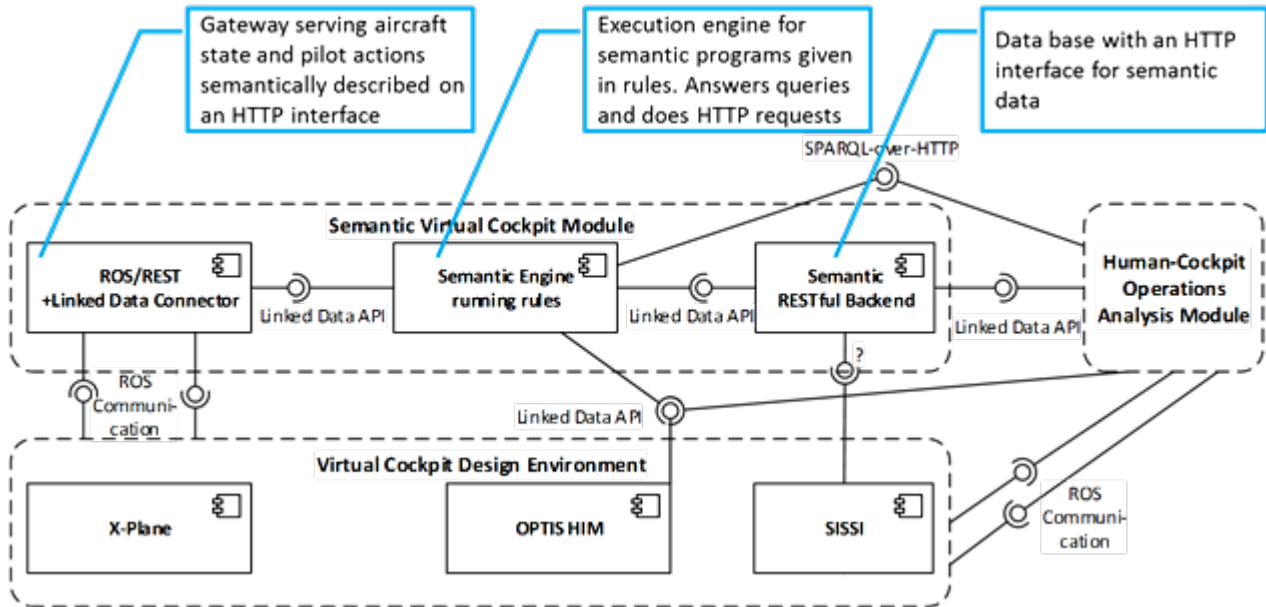 Gateway serving aircraft
state and pilot actions
semantically described on
an HTTP interface
Execution engine for
semantic programs given
in rules. Answers queries
and does HTTP requests
Data base with an HTTP
interface for semantic
data
SPARQL-over-HTTP
Semantic Virtual Cockpit Module
ROS/REST
+Linked Data Connector
Linked Data API
Semantic Engine
running rules
Linked Data API
Semantic
RESTful Backend
Linked Data API
Human-Cockpit
Operations
Analysis Module
ROS
Communi-
cation
Linked Data API
?
Virtual Cockpit Design Environment
X-Plane
OPTIS HIM
SISSI
ROS
Communi-
cation